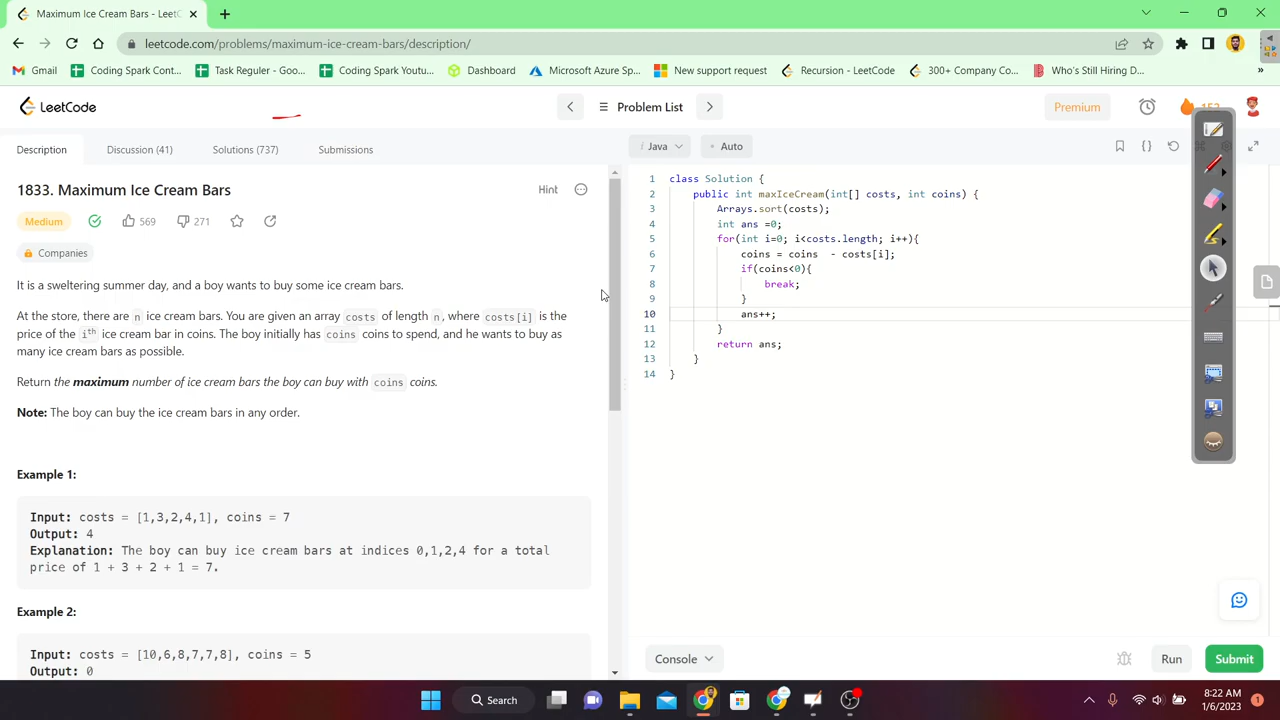 Maximum Ice Cream Bars - LeetC
leetcode.com/problems/maximum-ice-cream-bars/description/
Gmail Coding Spark Cont... Task Reguler - Goo... Coding Spark Youtu... Dashboard Microsoft Azure Sp... New support request Recursion - LeetCode 300+ Company Co... Who's Still Hiring D... »
LeetCode Problem List Premium 153
Description Discussion (41) Solutions (737) Submissions
i Java • Auto
1833. Maximum Ice Cream Bars Hint
Medium 569 271
Companies
It is a sweltering summer day, and a boy wants to buy some ice cream bars.
At the store, there are n ice cream bars. You are given an array costs of length n, where costs[i] is the
price of the ith ice cream bar in coins. The boy initially has coins coins to spend, and he wants to buy as
many ice cream bars as possible.
Return the maximum number of ice cream bars the boy can buy with coins coins.
Note: The boy can buy the ice cream bars in any order.
Example 1:
Input: costs = [1,3,2,4,1], coins = 7
Output: 4
Explanation: The boy can buy ice cream bars at indices 0,1,2,4 for a total
price of 1 + 3 + 2 + 1 = 7.
Example 2:
Input: costs = [10,6,8,7,7,8], coins = 5
Output: 0
1 class Solution {
2 public int maxIceCream(int[] costs, int coins) {
3 Arrays.sort(costs);
4 int ans =0;
5 for(int i=0; i<costs.length; i++){
6 coins = coins - costs[i];
7 if(coins<0){
8 break;
9 }
10 ans++;
11 }
12 return ans;
13 }
14 }
Console Run Submit
Search
8:22 AM
1/6/2023
1